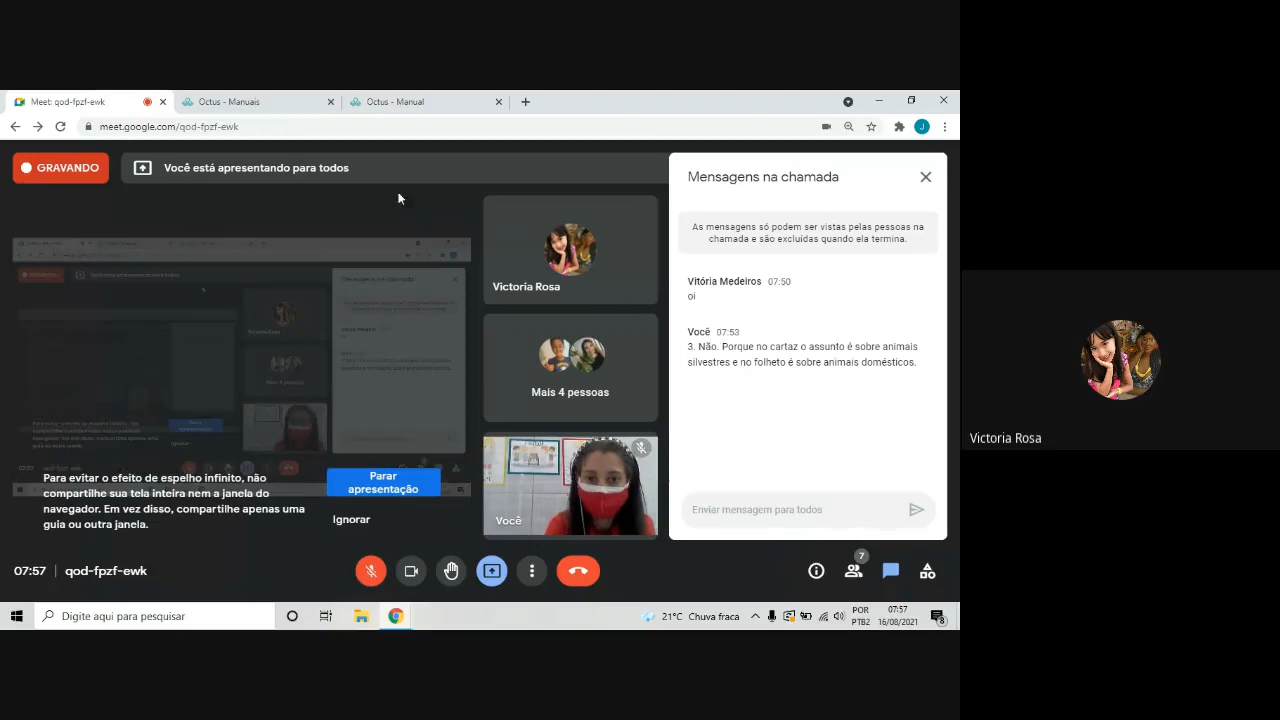 Meet: qod-fpzf-ewk
Octus - Manuais
Octus - Manual
meet.google.com/qod-fpzf-ewk
J
GRAVANDO
Você está apresentando para todos
Mensagens na chamada
As mensagens só podem ser vistas pelas pessoas na
chamada e são excluídas quando ela termina.
Vitória Medeiros 07:50
oi
Você 07:53
3. Não. Porque no cartaz o assunto é sobre animais
silvestres e no folheto é sobre animais domésticos.
Enviar mensagem para todos
Victoria Rosa
Mais 4 pessoas
Você
Para evitar o efeito de espelho infinito, não
compartilhe sua tela inteira nem a janela do
navegador. Em vez disso, compartilhe apenas uma
guia ou outra janela.
Parar
apresentação
Ignorar
07:57 | qod-fpzf-ewk
7
Digite aqui para pesquisar
21°C Chuva fraca
POR
PTB2
07:57
16/08/2021
8
Victoria Rosa